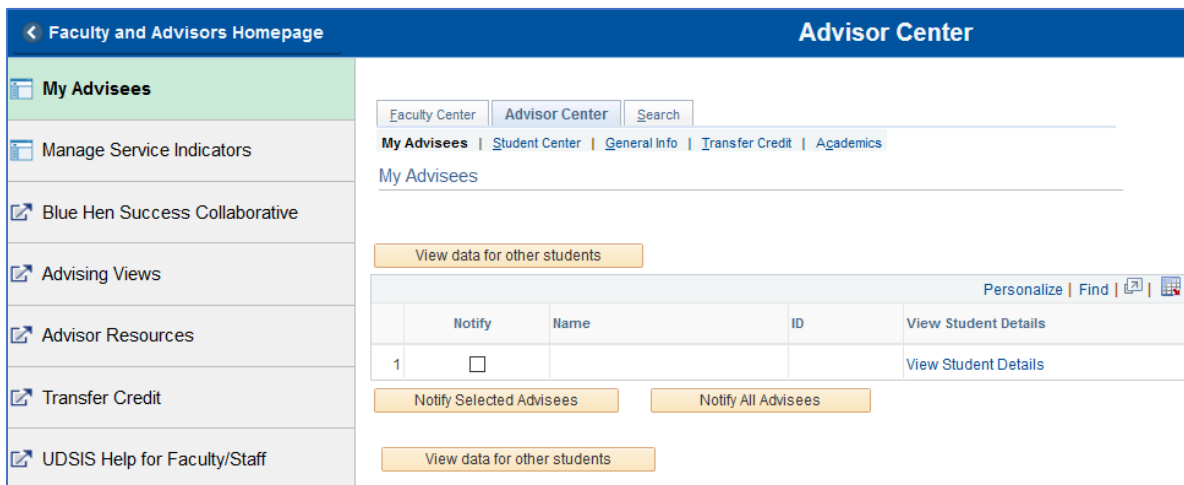 Faculty and Advisors Homepage
Advisor Center
My Advisees
Manage Service Indicators
Blue Hen Success Collaborative
Advising Views
Advisor Resources
Transfer Credit
UDSIS Help for Faculty/Staff
Faculty Center Advisor Center Search
My Advisees | Student Center | General Info | Transfer Credit | Academics
My Advisees
View data for other students
Personalize | Find | |
Notify Name ID View Student Details
1 View Student Details
Notify Selected Advisees Notify All Advisees
View data for other students